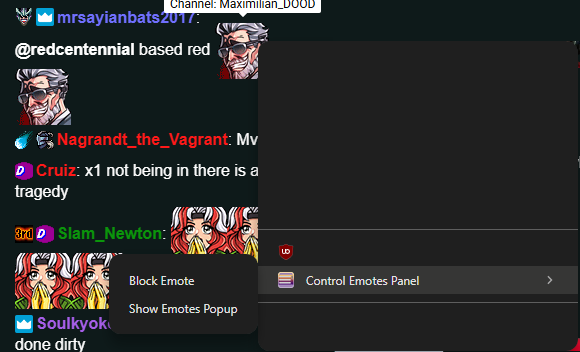 Channel: Maximilian_DOOD
mrsayianbats2017:
@redcentennial based red
Nagrandt_the_Vagrant: Mv
Cruiz: x1 not being in there is a
tragedy
3rd Slam_Newton:
UD
Control Emotes Panel
Block Emote
Show Emotes Popup
Soulkyok
done dirty